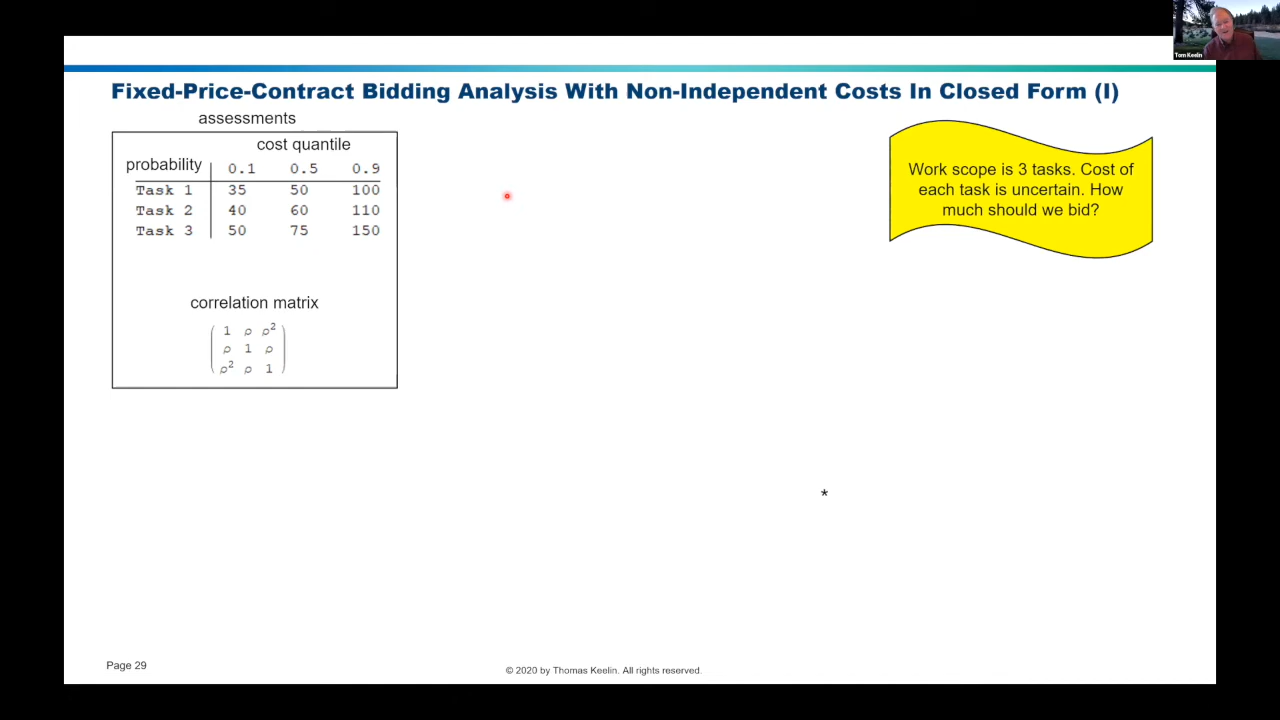 Tom Keelin
Fixed-Price-Contract Bidding Analysis With Non-Independent Costs In Closed Form (I)
assessments
cost quantile
probability 0.1 0.5 0.9
Task 1 35 50 100
Task 2 40 60 110
Task 3 50 75 150
correlation matrix
1 ρ ρ²
ρ 1 ρ
ρ² ρ 1
Work scope is 3 tasks. Cost of
each task is uncertain. How
much should we bid?
*
Page 29
© 2020 by Thomas Keelin. All rights reserved.